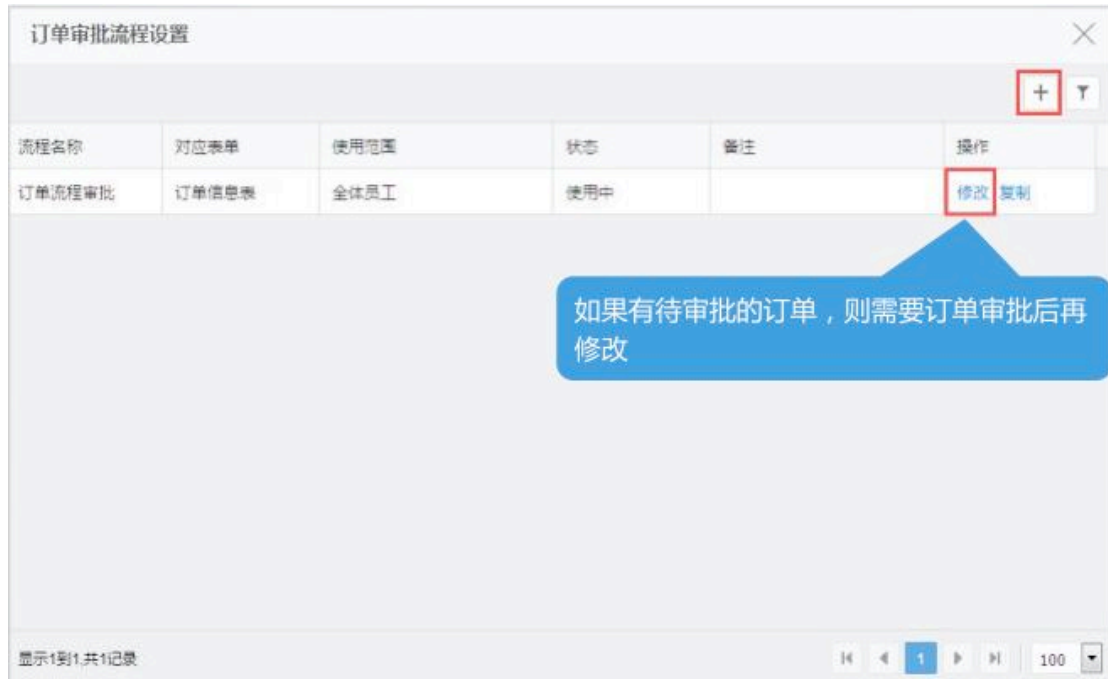 订单审批流程设置
流程名称 对应表单 使用范围 状态 备注 操作
订单流程审批 订单信息表 全体员工 使用中 修改 复制
如果有待审批的订单，则需要订单审批后再
修改
显示1到1,共1记录 1 100